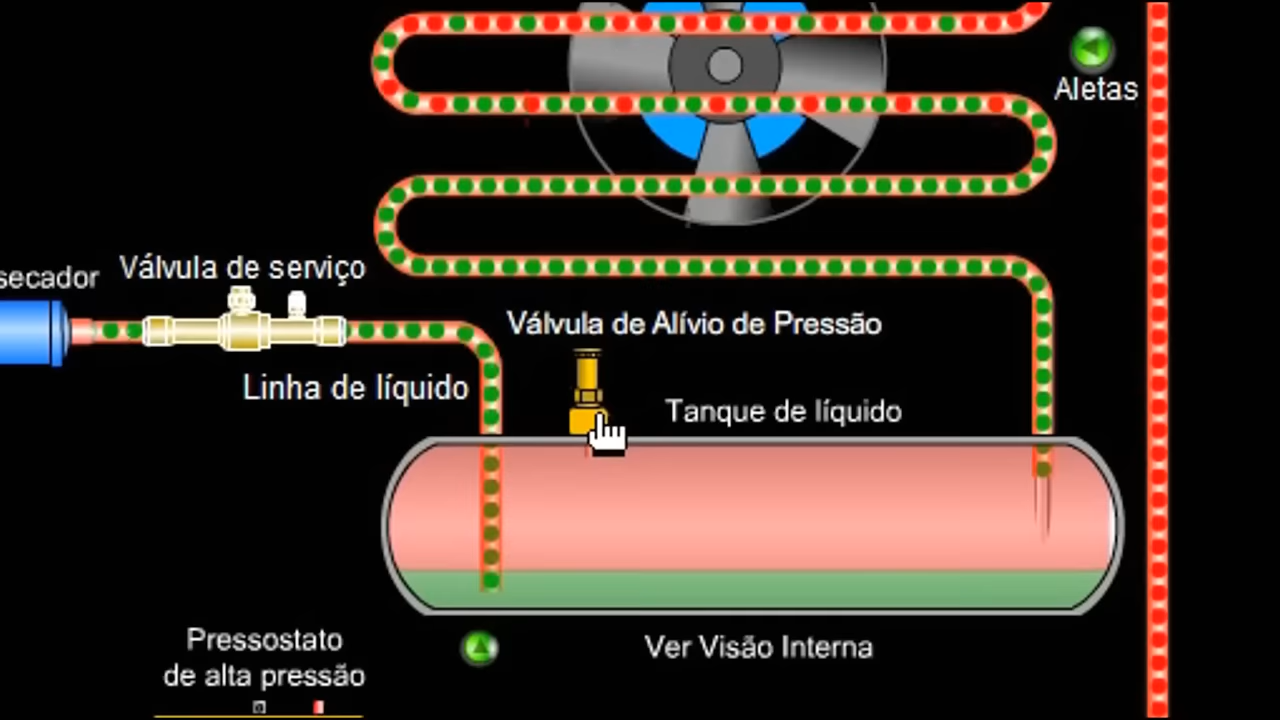 Aletas
secador
Válvula de serviço
Válvula de Alívio de Pressão
Linha de líquido
Tanque de líquido
Pressostato
de alta pressão
Ver Visão Interna